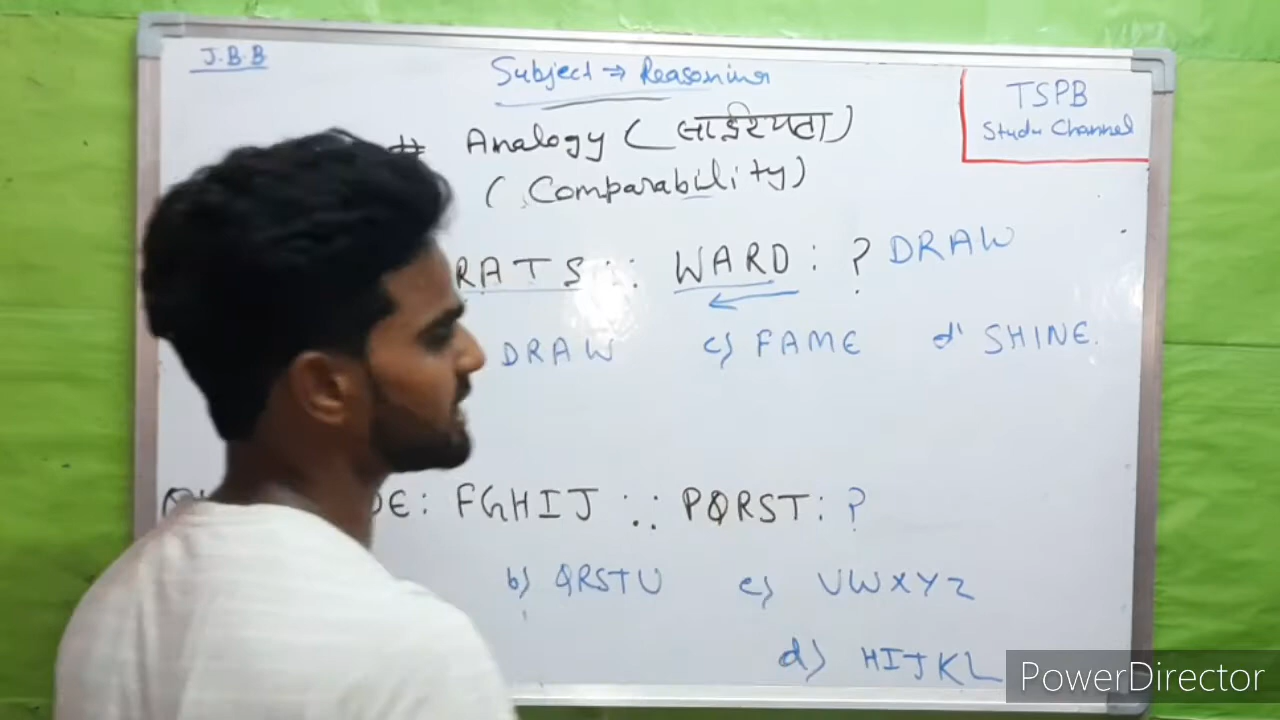 J.B.B
Subject → Reasoning
TSPB
Study Channel
# Analogy (सादृश्यता)
(Comparability)
RATS :: WARD : ? DRAW
DRAW c) FAME d) SHINE.
DE : FGHIJ :: PQRST : ?
b) QRSTU c) UVWXYZ
d) HIJKL
PowerDirector